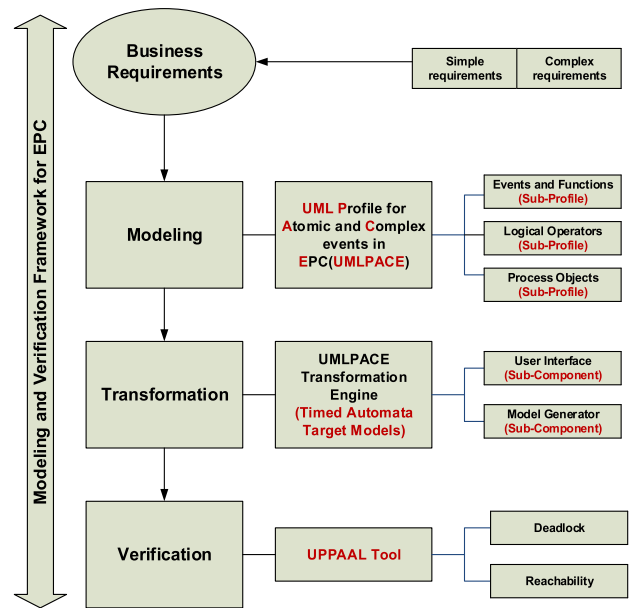 Modeling and Verification Framework for EPC
Business
Requirements
Simple
requirements
Complex
requirements
Modeling
UML Profile for
Atomic and Complex
events in
EPC(UMLPACE)
Events and Functions
(Sub-Profile)
Logical Operators
(Sub-Profile)
Process Objects
(Sub-Profile)
Transformation
UMLPACE
Transformation
Engine
(Timed Automata
Target Models)
User Interface
(Sub-Component)
Model Generator
(Sub-Component)
Verification
UPPAAL Tool
Deadlock
Reachability